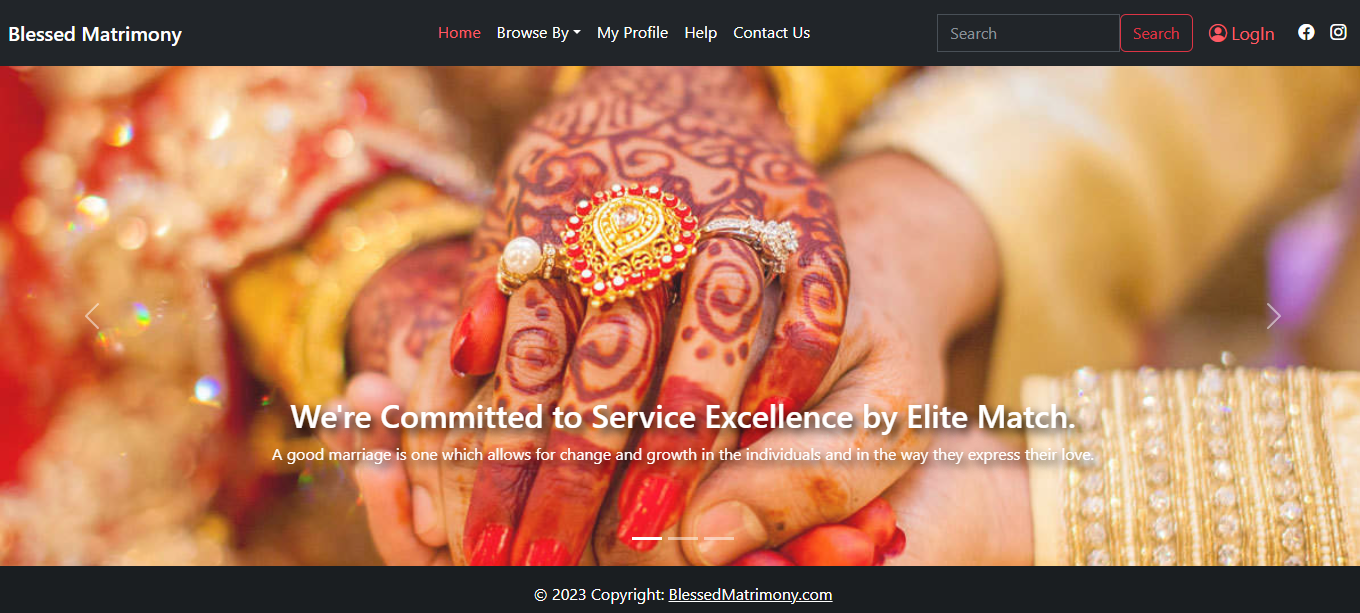 Blessed Matrimony
Home Browse By My Profile Help Contact Us
Search Search LogIn
We're Committed to Service Excellence by Elite Match.
A good marriage is one which allows for change and growth in the individuals and in the way they express their love.
© 2023 Copyright: BlessedMatrimony.com